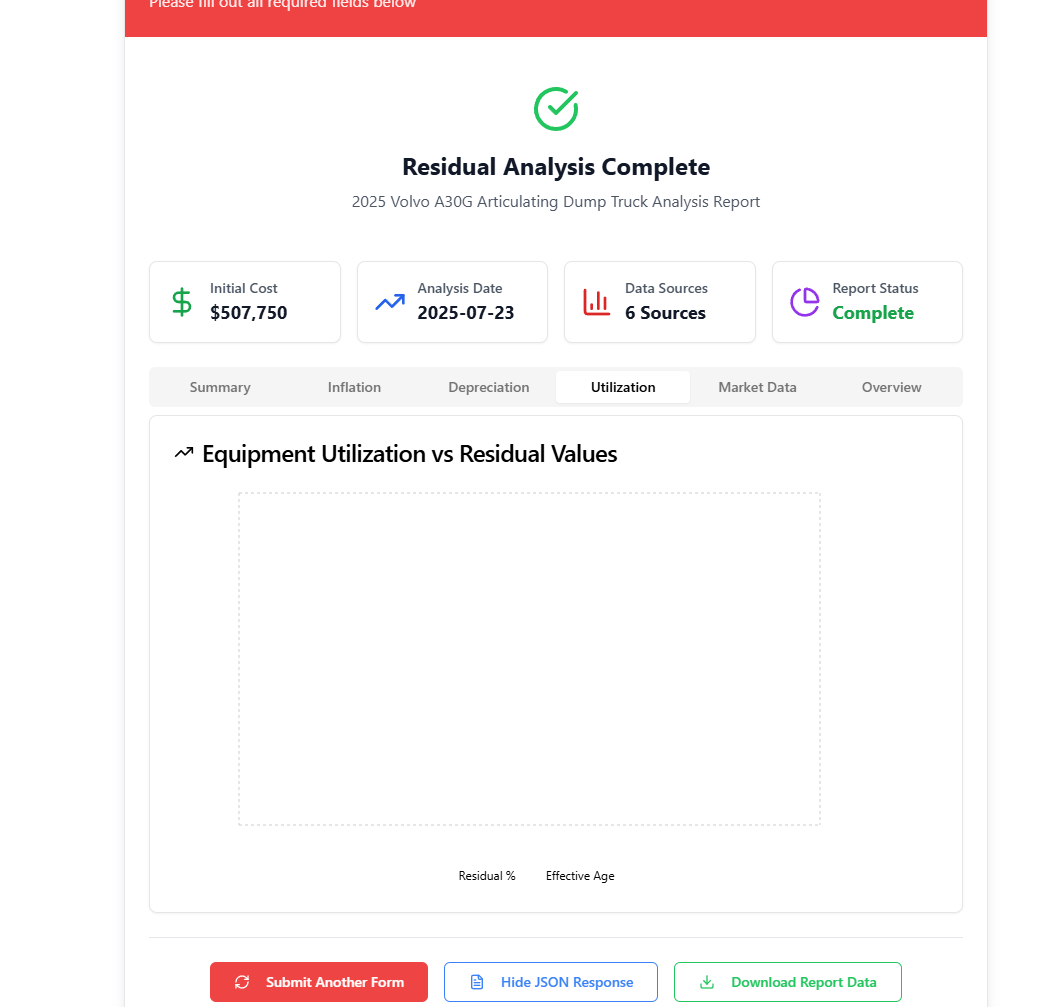 Please fill out all required fields below
Residual Analysis Complete
2025 Volvo A30G Articulating Dump Truck Analysis Report
Initial Cost
$507,750
Analysis Date
2025-07-23
Data Sources
6 Sources
Report Status
Complete
Summary Inflation Depreciation Utilization Market Data Overview
Equipment Utilization vs Residual Values
Residual % Effective Age
Submit Another Form Hide JSON Response Download Report Data